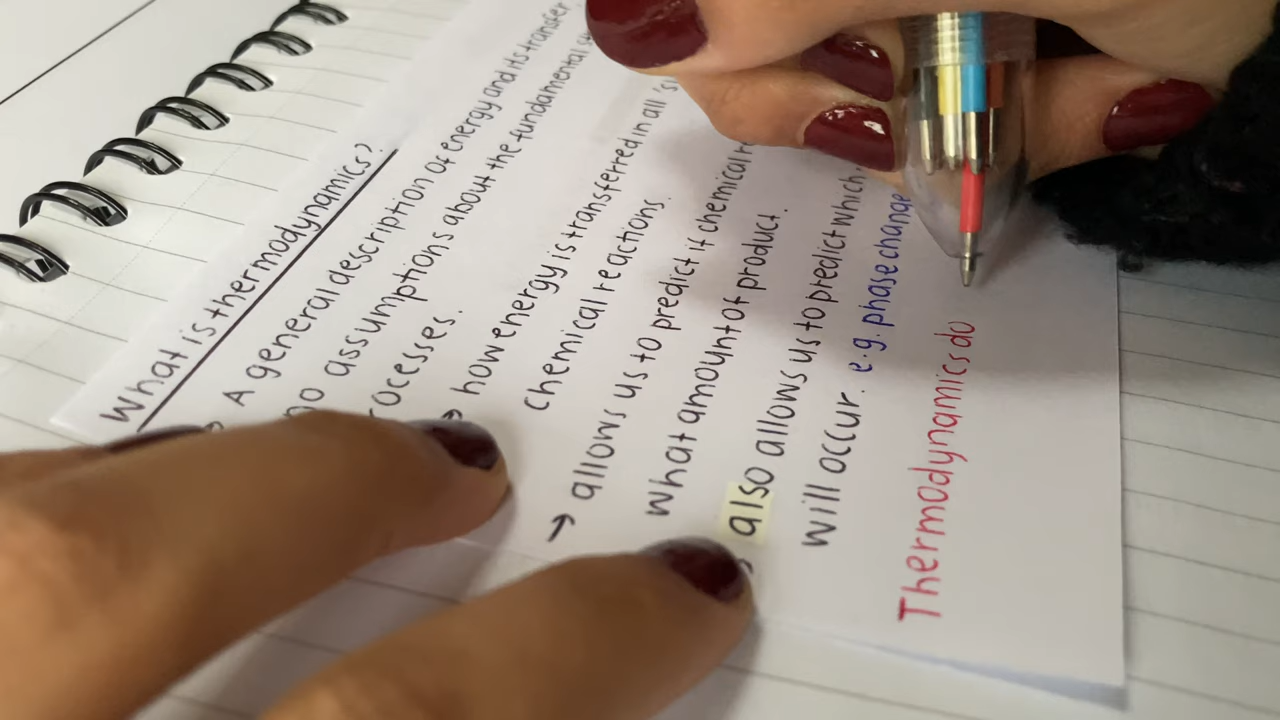 What is thermodynamics?
A general description of energy and its transfer
no assumptions about the fundamental
how energy is transferred in all
chemical reactions.
→ allows us to predict if chemical
what amount of product.
also allows us to predict which
will occur. e.g. phase change
Thermodynamics do